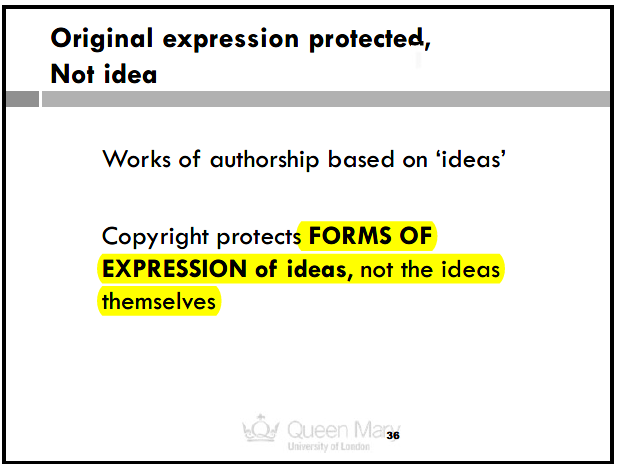 Original expression protected,
Not idea
Works of authorship based on ‘ideas’
Copyright protects FORMS OF
EXPRESSION of ideas, not the ideas
themselves
Queen Mary
University of London
36